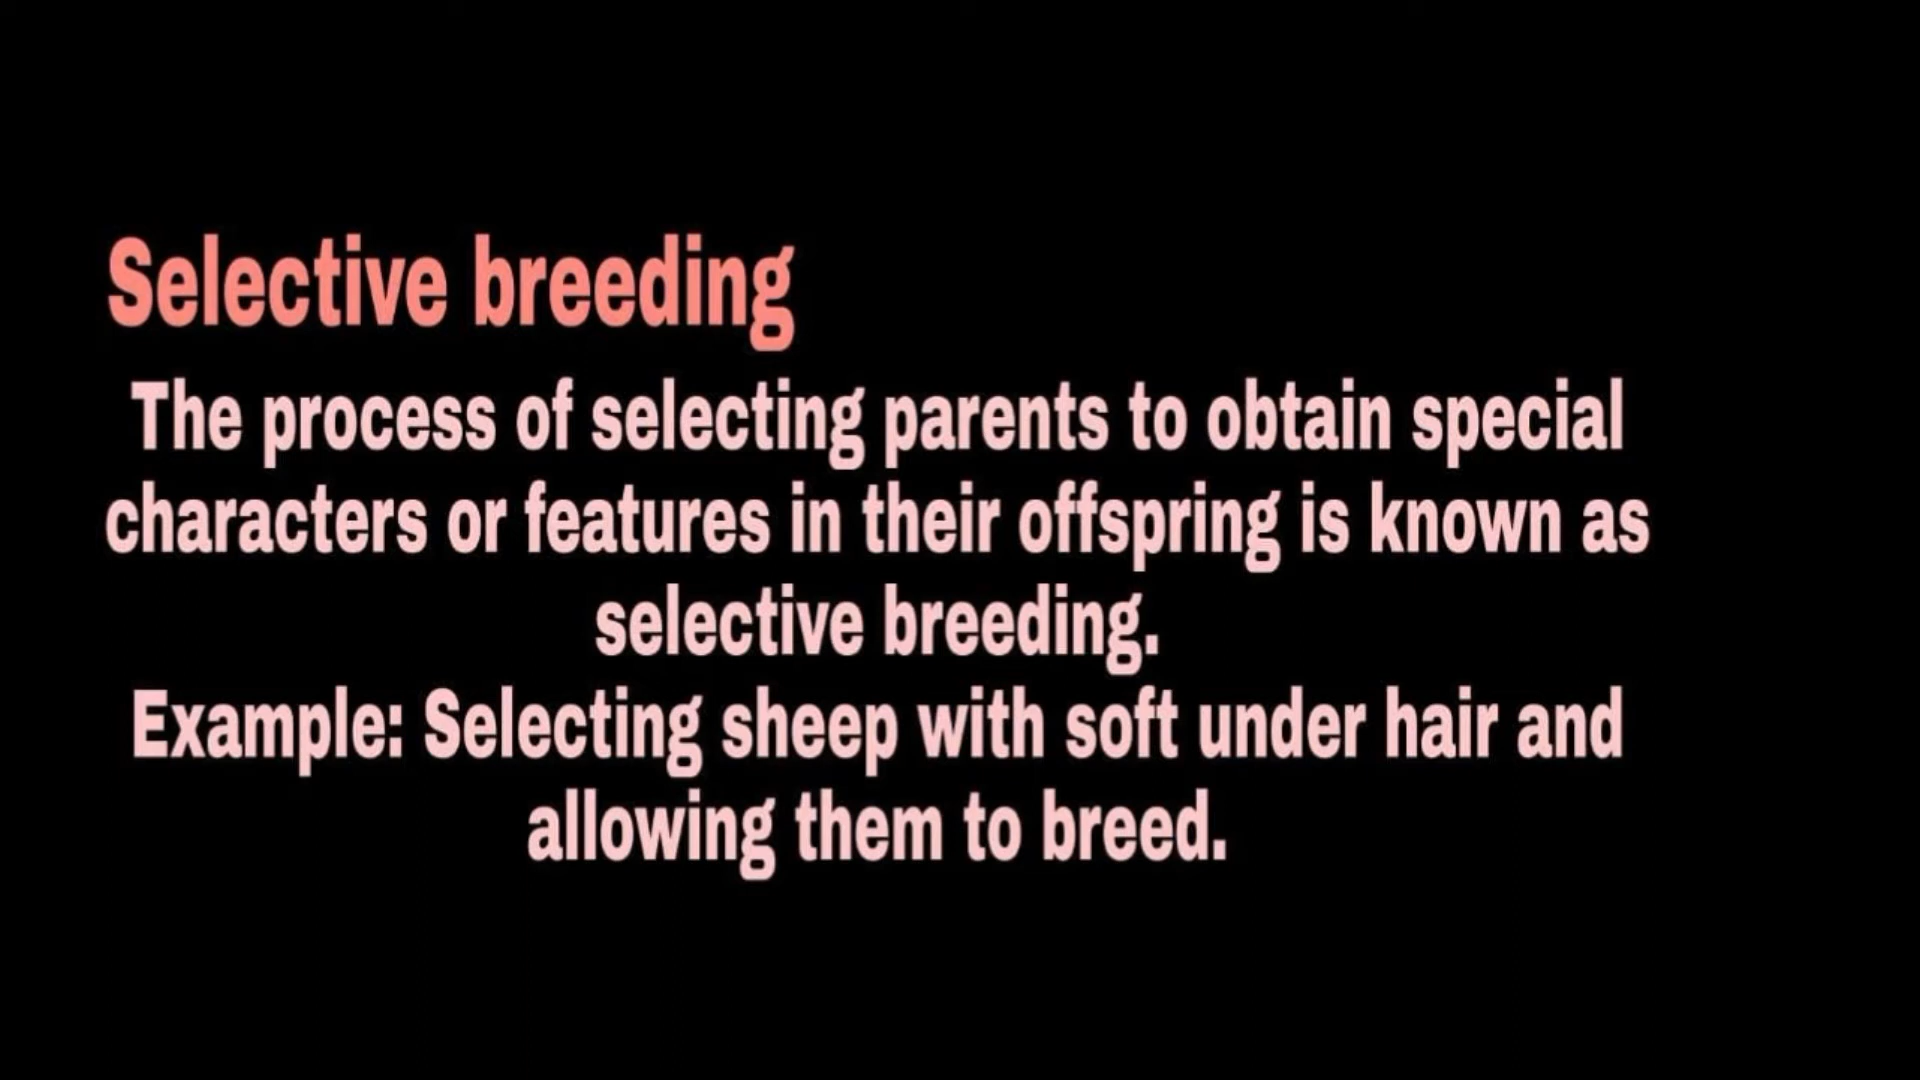 Selective breeding
The process of selecting parents to obtain special
characters or features in their offspring is known as
selective breeding.
Example: Selecting sheep with soft under hair and
allowing them to breed.